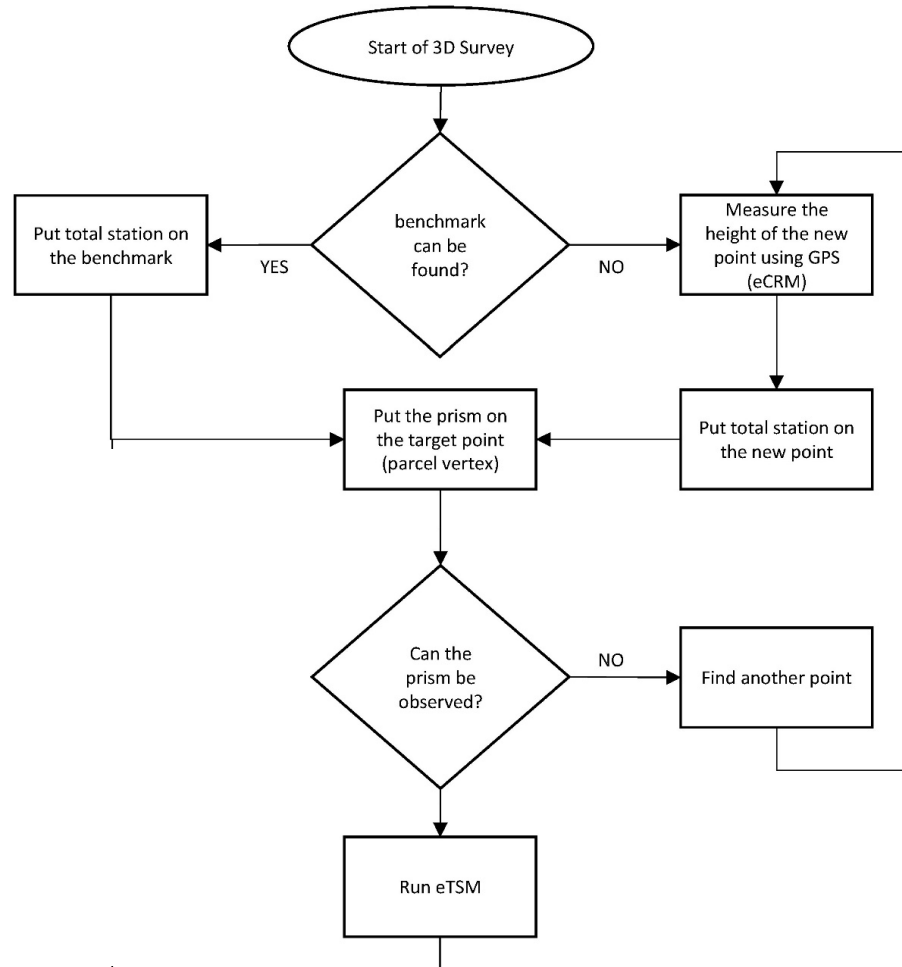 Start of 3D Survey
benchmark
can be
found?
YES
NO
Put total station on
the benchmark
Measure the
height of the new
point using GPS
(eCRM)
Put the prism on
the target point
(parcel vertex)
Put total station on
the new point
Can the
prism be
observed?
NO
Find another point
Run eTSM